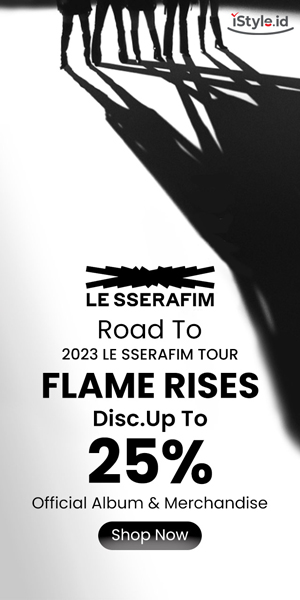 iStyle.id
LE SSERAFIM
Road To
2023 LE SSERAFIM TOUR
FLAME RISES
Disc.Up To
25%
Official Album & Merchandise
Shop Now